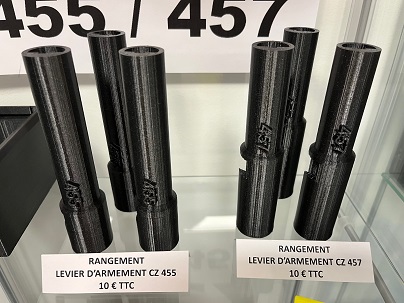 455 / 457
455
455
457
457
RANGEMENT
LEVIER D'ARMEMENT CZ 455
10 € TTC
RANGEMENT
LEVIER D'ARMEMENT CZ 457
10 € TTC